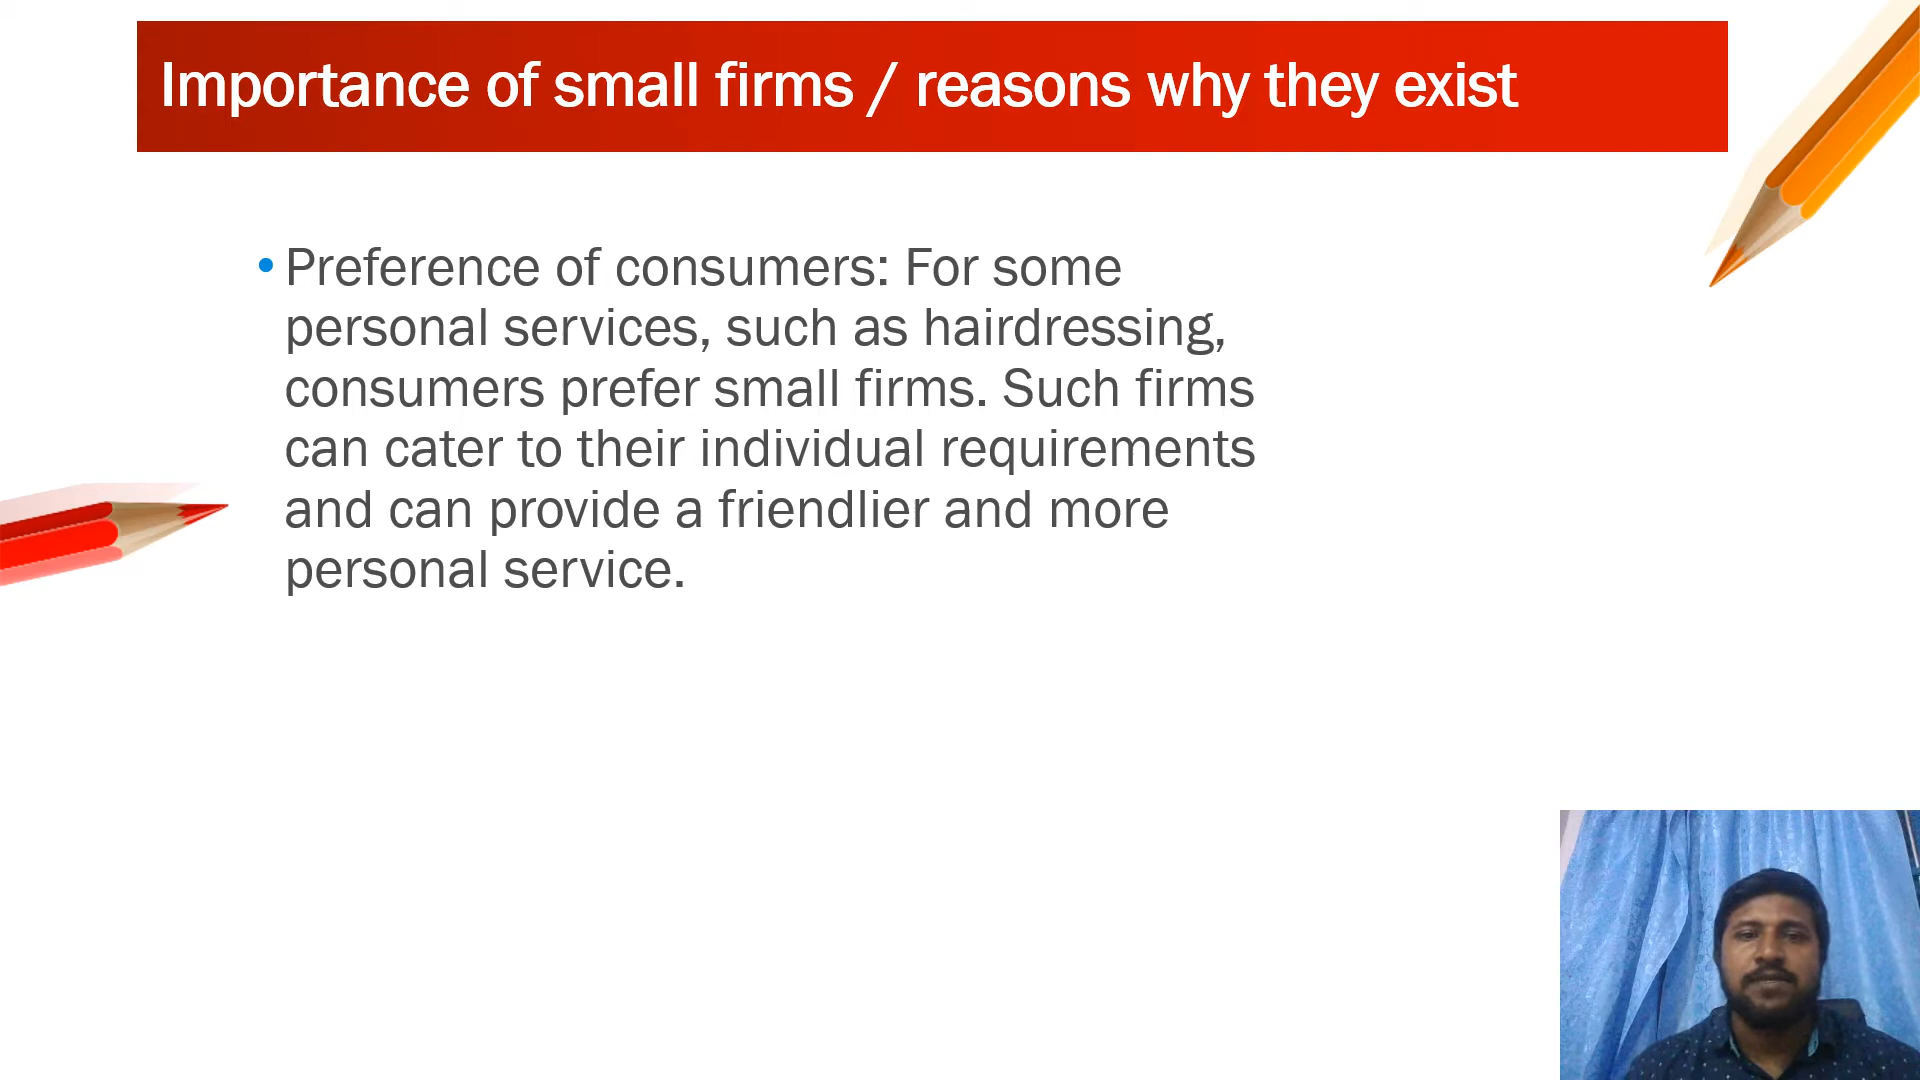 Importance of small firms / reasons why they exist
• Preference of consumers: For some
personal services, such as hairdressing,
consumers prefer small firms. Such firms
can cater to their individual requirements
and can provide a friendlier and more
personal service.